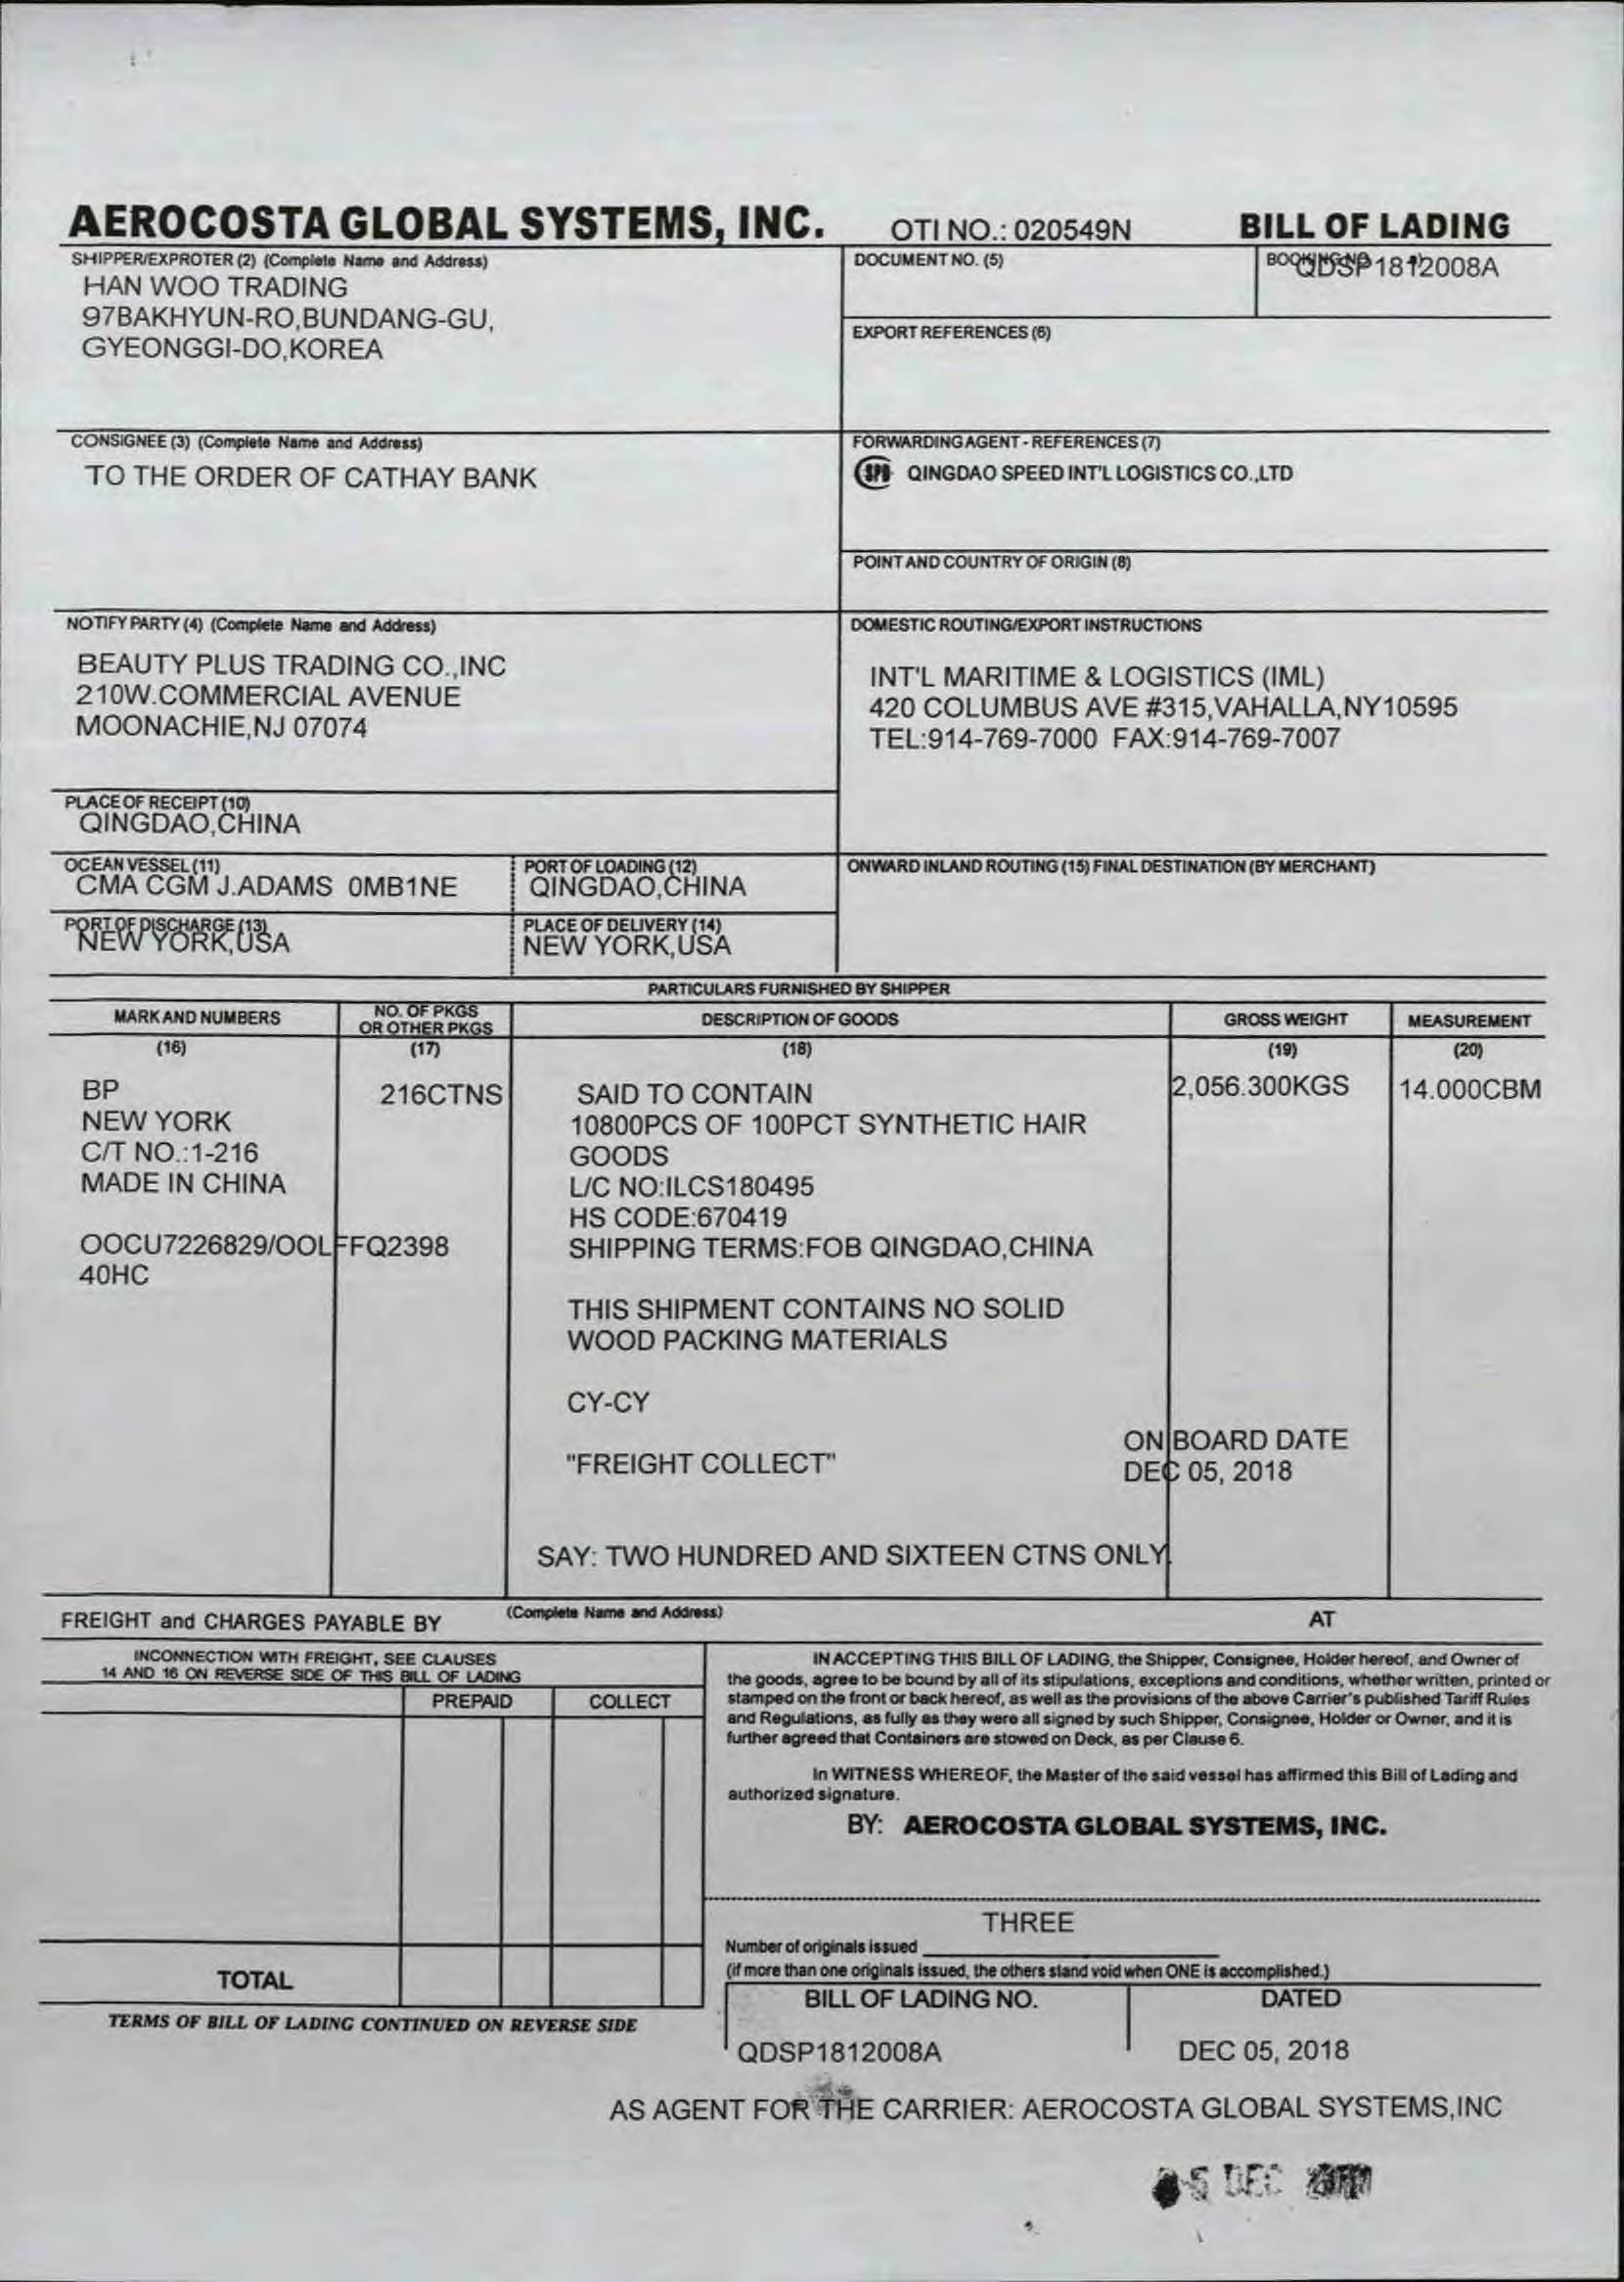 AEROCOSTA GLOBAL SYSTEMS, INC.
OTI NO.: 020549N
BILL OF LADING
SHIPPER/EXPROTER (2) (Complete Name and Address)
HAN WOO TRADING
97BAKHYUN-RO,BUNDANG-GU,
GYEONGGI-DO,KOREA
DOCUMENT NO. (5)
QDSP1812008A
EXPORT REFERENCES (6)
CONSIGNEE (3) (Complete Name and Address)
TO THE ORDER OF CATHAY BANK
FORWARDING AGENT - REFERENCES (7)
QINGDAO SPEED INT'L LOGISTICS CO.,LTD
POINT AND COUNTRY OF ORIGIN (8)
NOTIFY PARTY (4) (Complete Name and Address)
BEAUTY PLUS TRADING CO.,INC
210W.COMMERCIAL AVENUE
MOONACHIE,NJ 07074
DOMESTIC ROUTING/EXPORT INSTRUCTIONS
INT'L MARITIME & LOGISTICS (IML)
420 COLUMBUS AVE #315,VAHALLA,NY10595
TEL:914-769-7000 FAX:914-769-7007
PLACE OF RECEIPT (10)
QINGDAO,CHINA
OCEAN VESSEL (11)
CMA CGM J.ADAMS 0MB1NE
PORT OF LOADING (12)
QINGDAO,CHINA
ONWARD INLAND ROUTING (15) FINAL DESTINATION (BY MERCHANT)
PORT OF DISCHARGE (13)
NEW YORK,USA
PLACE OF DELIVERY (14)
NEW YORK,USA
PARTICULARS FURNISHED BY SHIPPER
MARK AND NUMBERS
NO. OF PKGS
OR OTHER PKGS
DESCRIPTION OF GOODS
GROSS WEIGHT
MEASUREMENT
(16)
(17)
(18)
(19)
(20)
BP
NEW YORK
C/T NO.:1-216
MADE IN CHINA
OOCU7226829/OOLFFQ2398
40HC
216CTNS
SAID TO CONTAIN
10800PCS OF 100PCT SYNTHETIC HAIR
GOODS
L/C NO:ILCS180495
HS CODE:670419
SHIPPING TERMS:FOB QINGDAO,CHINA
THIS SHIPMENT CONTAINS NO SOLID
WOOD PACKING MATERIALS
CY-CY
"FREIGHT COLLECT"
2,056.300KGS
14.000CBM
ON BOARD DATE
DEC 05, 2018
SAY: TWO HUNDRED AND SIXTEEN CTNS ONLY
FREIGHT and CHARGES PAYABLE BY
(Complete Name and Address)
AT
INCONNECTION WITH FREIGHT, SEE CLAUSES
14 AND 16 ON REVERSE SIDE OF THIS BILL OF LADING
PREPAID
COLLECT
TOTAL
TERMS OF BILL OF LADING CONTINUED ON REVERSE SIDE
IN ACCEPTING THIS BILL OF LADING, the Shipper, Consignee, Holder hereof, and Owner of
the goods, agree to be bound by all of its stipulations, exceptions and conditions, whether written, printed or
stamped on the front or back hereof, as well as the provisions of the above Carrier's published Tariff Rules
and Regulations, as fully as they were all signed by such Shipper, Consignee, Holder or Owner, and it is
further agreed that Containers are stowed on Deck, as per Clause 6.
In WITNESS WHEREOF, the Master of the said vessel has affirmed this Bill of Lading and
authorized signature.
BY: AEROCOSTA GLOBAL SYSTEMS, INC.
THREE
Number of originals issued
(if more than one originals issued, the others stand void when ONE is accomplished.)
BILL OF LADING NO.
DATED
QDSP1812008A
DEC 05, 2018
AS AGENT FOR THE CARRIER: AEROCOSTA GLOBAL SYSTEMS,INC
DEC